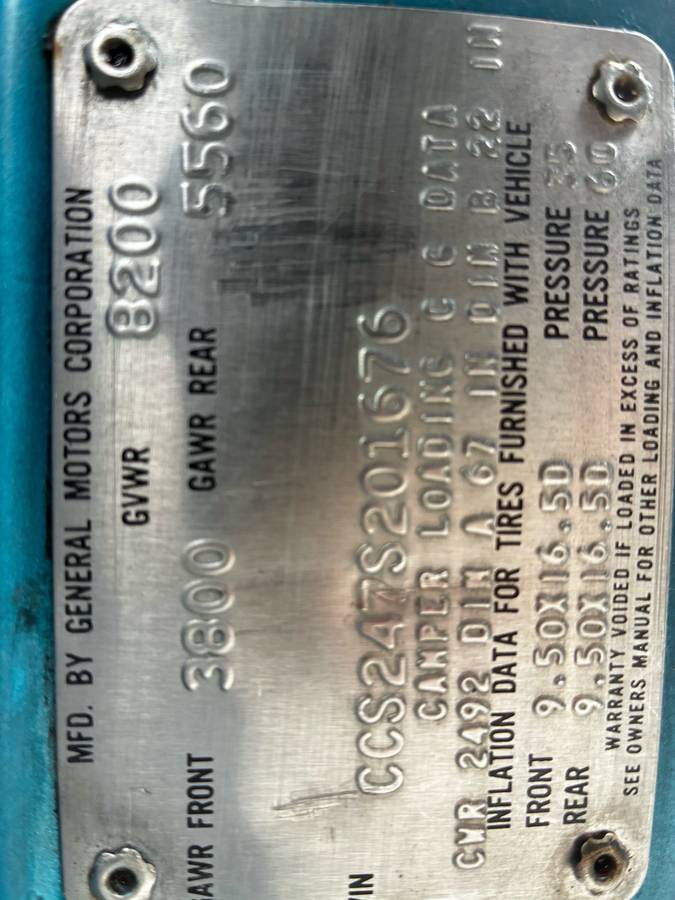 MFD. BY GENERAL MOTORS CORPORATION
GVWR 8200
GAWR FRONT 3800 GAWR REAR 5560
VIN CCS247S201676
CAMPER LOADING C G DATA
CWR 2492 DIM A 67 IN DIM B 22 IN
INFLATION DATA FOR TIRES FURNISHED WITH VEHICLE
FRONT 9.50X16.5D PRESSURE
REAR 9.50X16.5D PRESSURE 60
WARRANTY VOIDED IF LOADED IN EXCESS OF RATINGS
SEE OWNERS MANUAL FOR OTHER LOADING AND INFLATION DATA